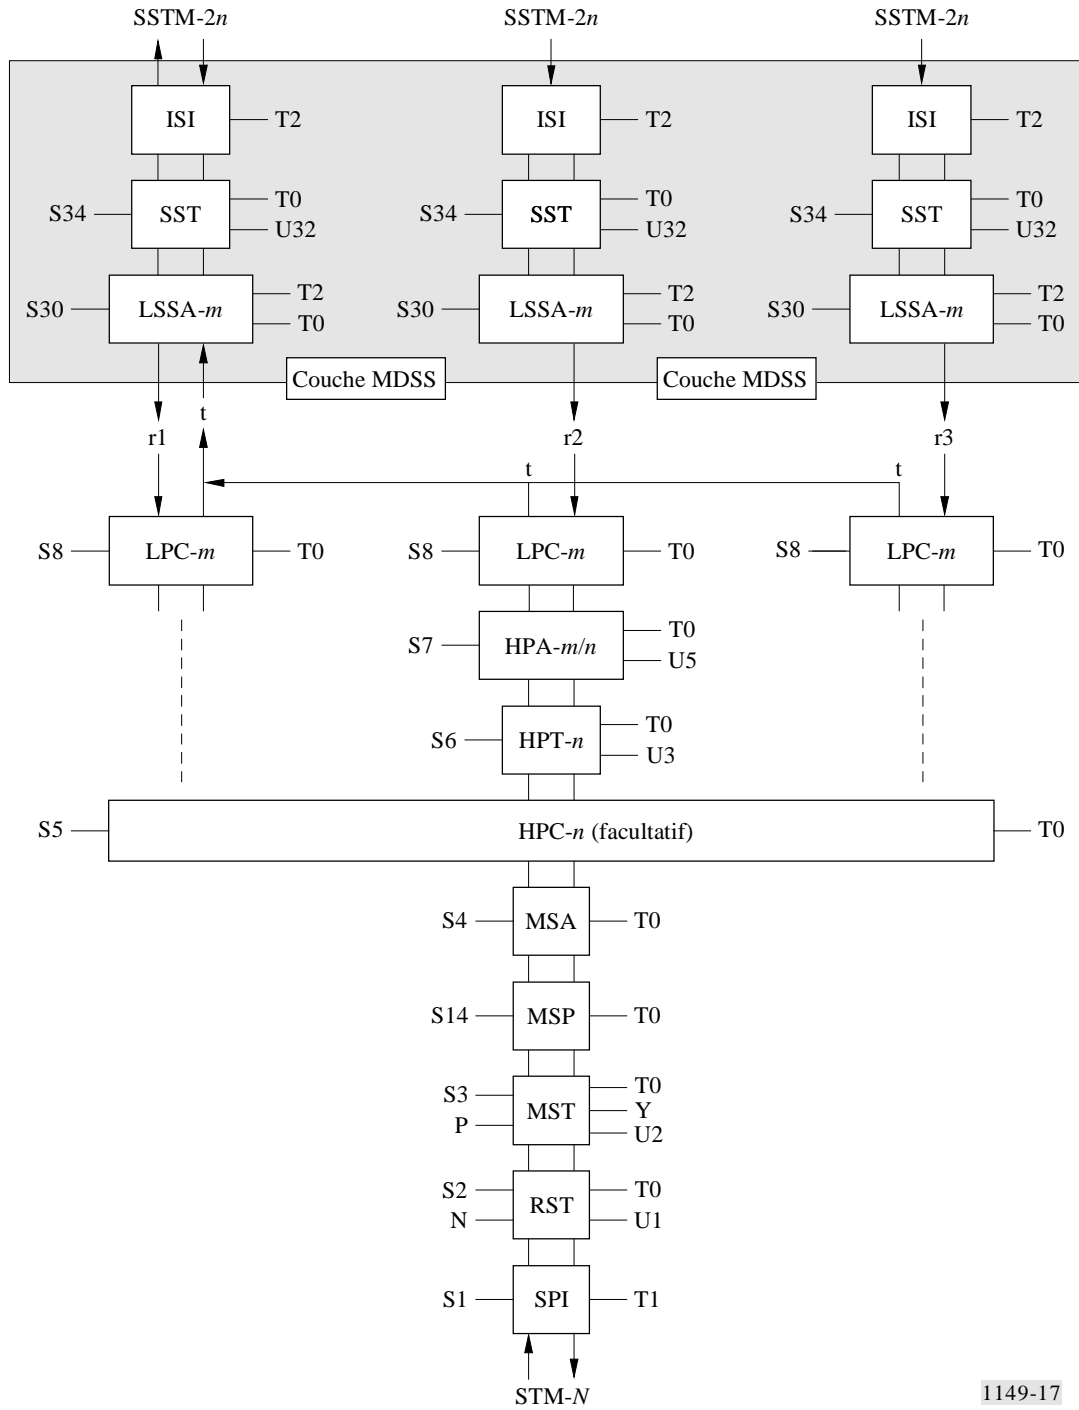 SSTM-2n SSTM-2n SSTM-2n
ISI T2 ISI T2 ISI T2
S34 SST T0 U32 S34 SST T0 U32 S34 SST T0 U32
S30 LSSA-m T2 T0 S30 LSSA-m T2 T0 S30 LSSA-m T2 T0
Couche MDSS Couche MDSS
t
r1 r2 r3
t t
S8 LPC-m T0 S8 LPC-m T0 S8 LPC-m T0
S7 HPA-m/n T0 U5
S6 HPT-n T0 U3
S5 HPC-n (facultatif) T0
S4 MSA T0
S14 MSP T0
S3 P MST T0 Y U2
S2 N RST T0 U1
S1 SPI T1
STM-N
1149-17